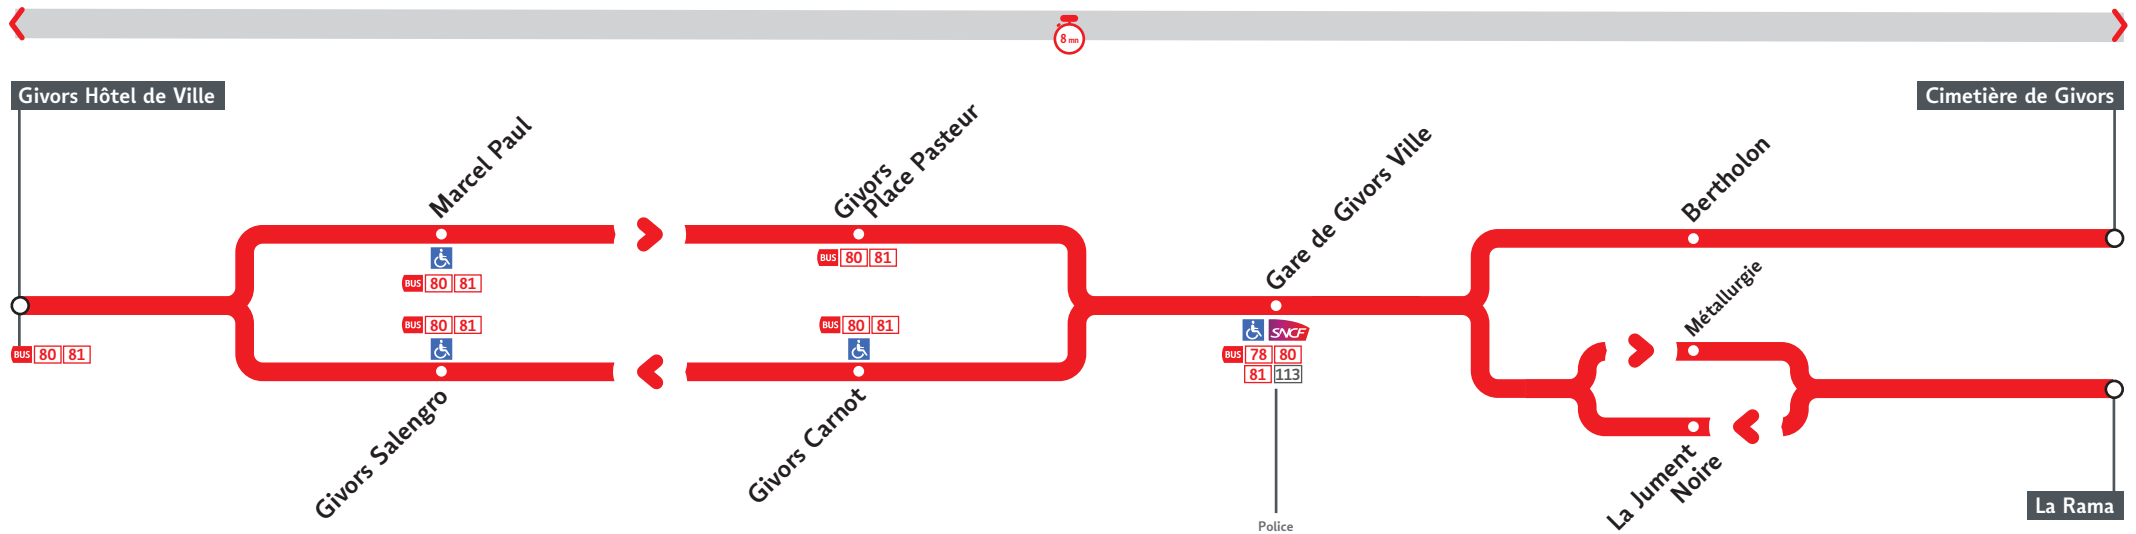 8 mn
Givors Hôtel de Ville
Cimetière de Givors
Marcel Paul
Givors
Place Pasteur
Gare de Givors Ville
Bertholon
BUS 80 81
BUS 80 81
Métallurgie
BUS 80 81
BUS 80 81
SNCF
BUS 80 81
BUS 78 80
81 113
Givors Salengro
Givors Carnot
La Jument
Noire
La Rama
Police